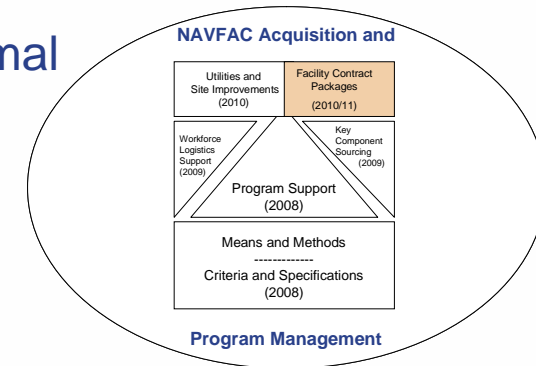 NAVFAC Acquisition and
Utilities and
Site Improvements
(2010)
Facility Contract
Packages
(2010/11)
Workforce
Logistics
Support
(2009)
Key
Component
Sourcing
(2009)
Program Support
(2008)
Means and Methods
-------------
Criteria and Specifications
(2008)
Program Management